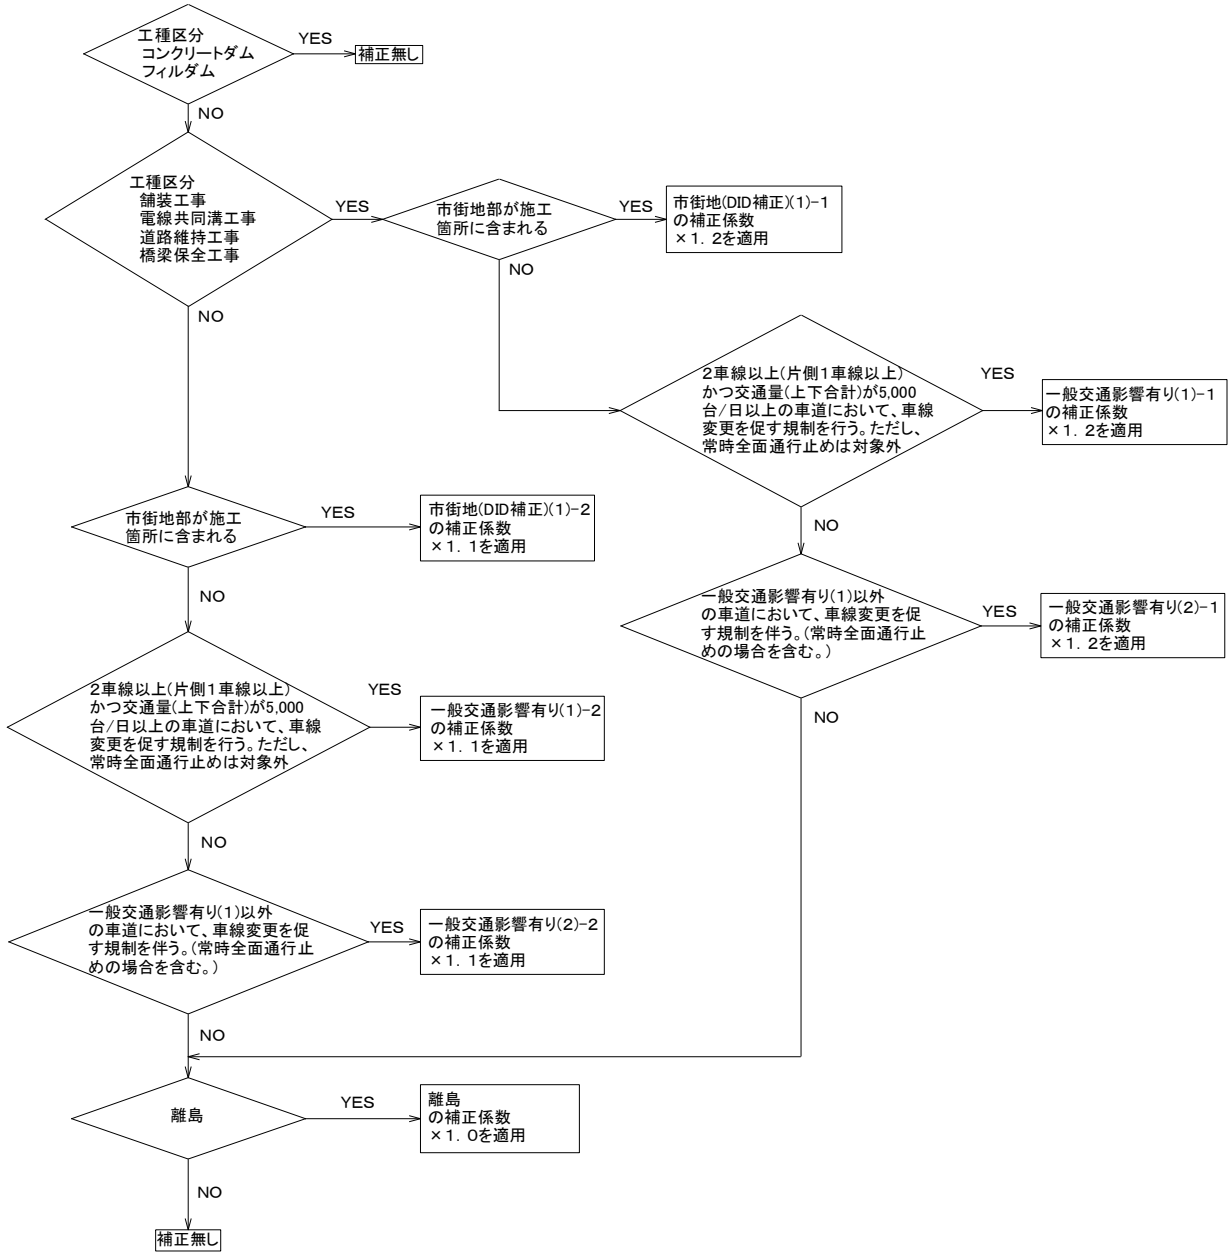 工種区分
コンクリートダム
フィルダム
YES
補正無し
NO
工種区分
舗装工事
電線共同溝工事
道路維持工事
橋梁保全工事
YES
市街地部が施工
箇所に含まれる
YES
市街地(DID補正)(1)-1
の補正係数
×1．2を適用
NO
NO
2車線以上(片側1車線以上)
かつ交通量(上下合計)が5,000
台/日以上の車道において、車線
変更を促す規制を行う。ただし、
常時全面通行止めは対象外
YES
一般交通影響有り(1)-1
の補正係数
×1．2を適用
市街地部が施工
箇所に含まれる
YES
市街地(DID補正)(1)-2
の補正係数
×1．1を適用
NO
NO
一般交通影響有り(1)以外
の車道において、車線変更を促
す規制を伴う。(常時全面通行止
めの場合を含む。)
YES
一般交通影響有り(2)-1
の補正係数
×1．2を適用
NO
2車線以上(片側1車線以上)
かつ交通量(上下合計)が5,000
台/日以上の車道において、車線
変更を促す規制を行う。ただし、
常時全面通行止めは対象外
YES
一般交通影響有り(1)-2
の補正係数
×1．1を適用
NO
一般交通影響有り(1)以外
の車道において、車線変更を促
す規制を伴う。(常時全面通行止
めの場合を含む。)
YES
一般交通影響有り(2)-2
の補正係数
×1．1を適用
NO
離島
YES
離島
の補正係数
×1．0を適用
NO
補正無し